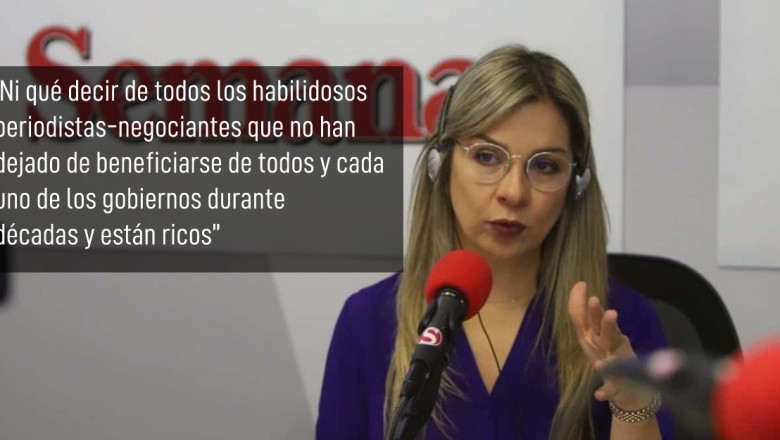 Semana
"Ni qué decir de todos los habilidosos
periodistas-negociantes que no han
dejado de beneficiarse de todos y cada
uno de los gobiernos durante
décadas y están ricos"
S